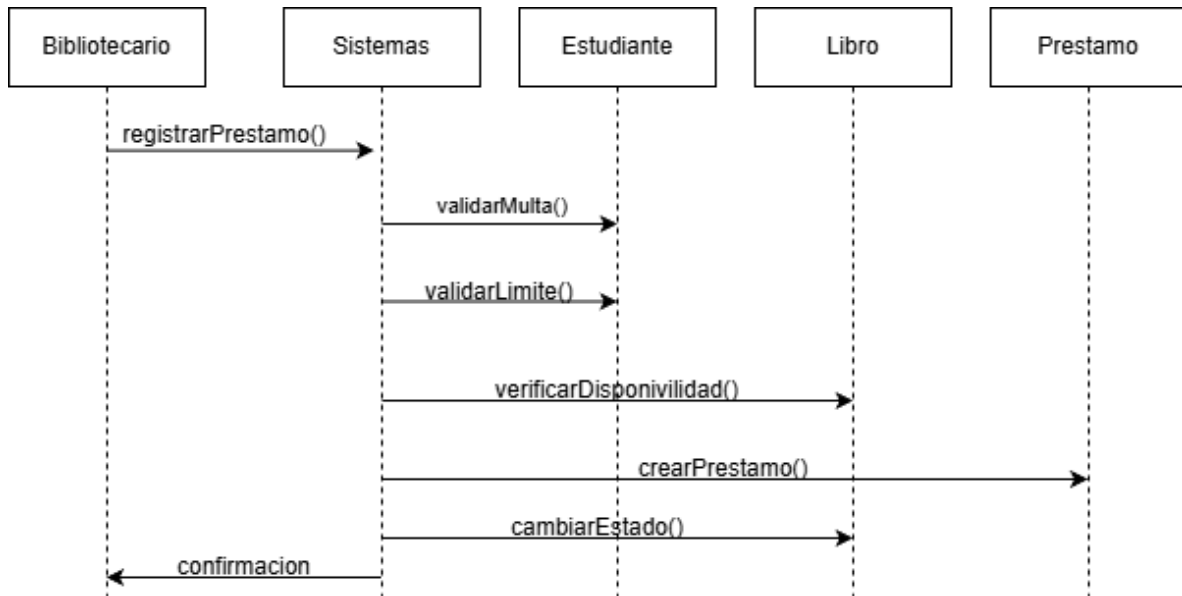 Bibliotecario
Sistemas
Estudiante
Libro
Prestamo
registrarPrestamo()
validarMulta()
validarLimite()
verificarDisponivilidad()
crearPrestamo()
cambiarEstado()
confirmacion